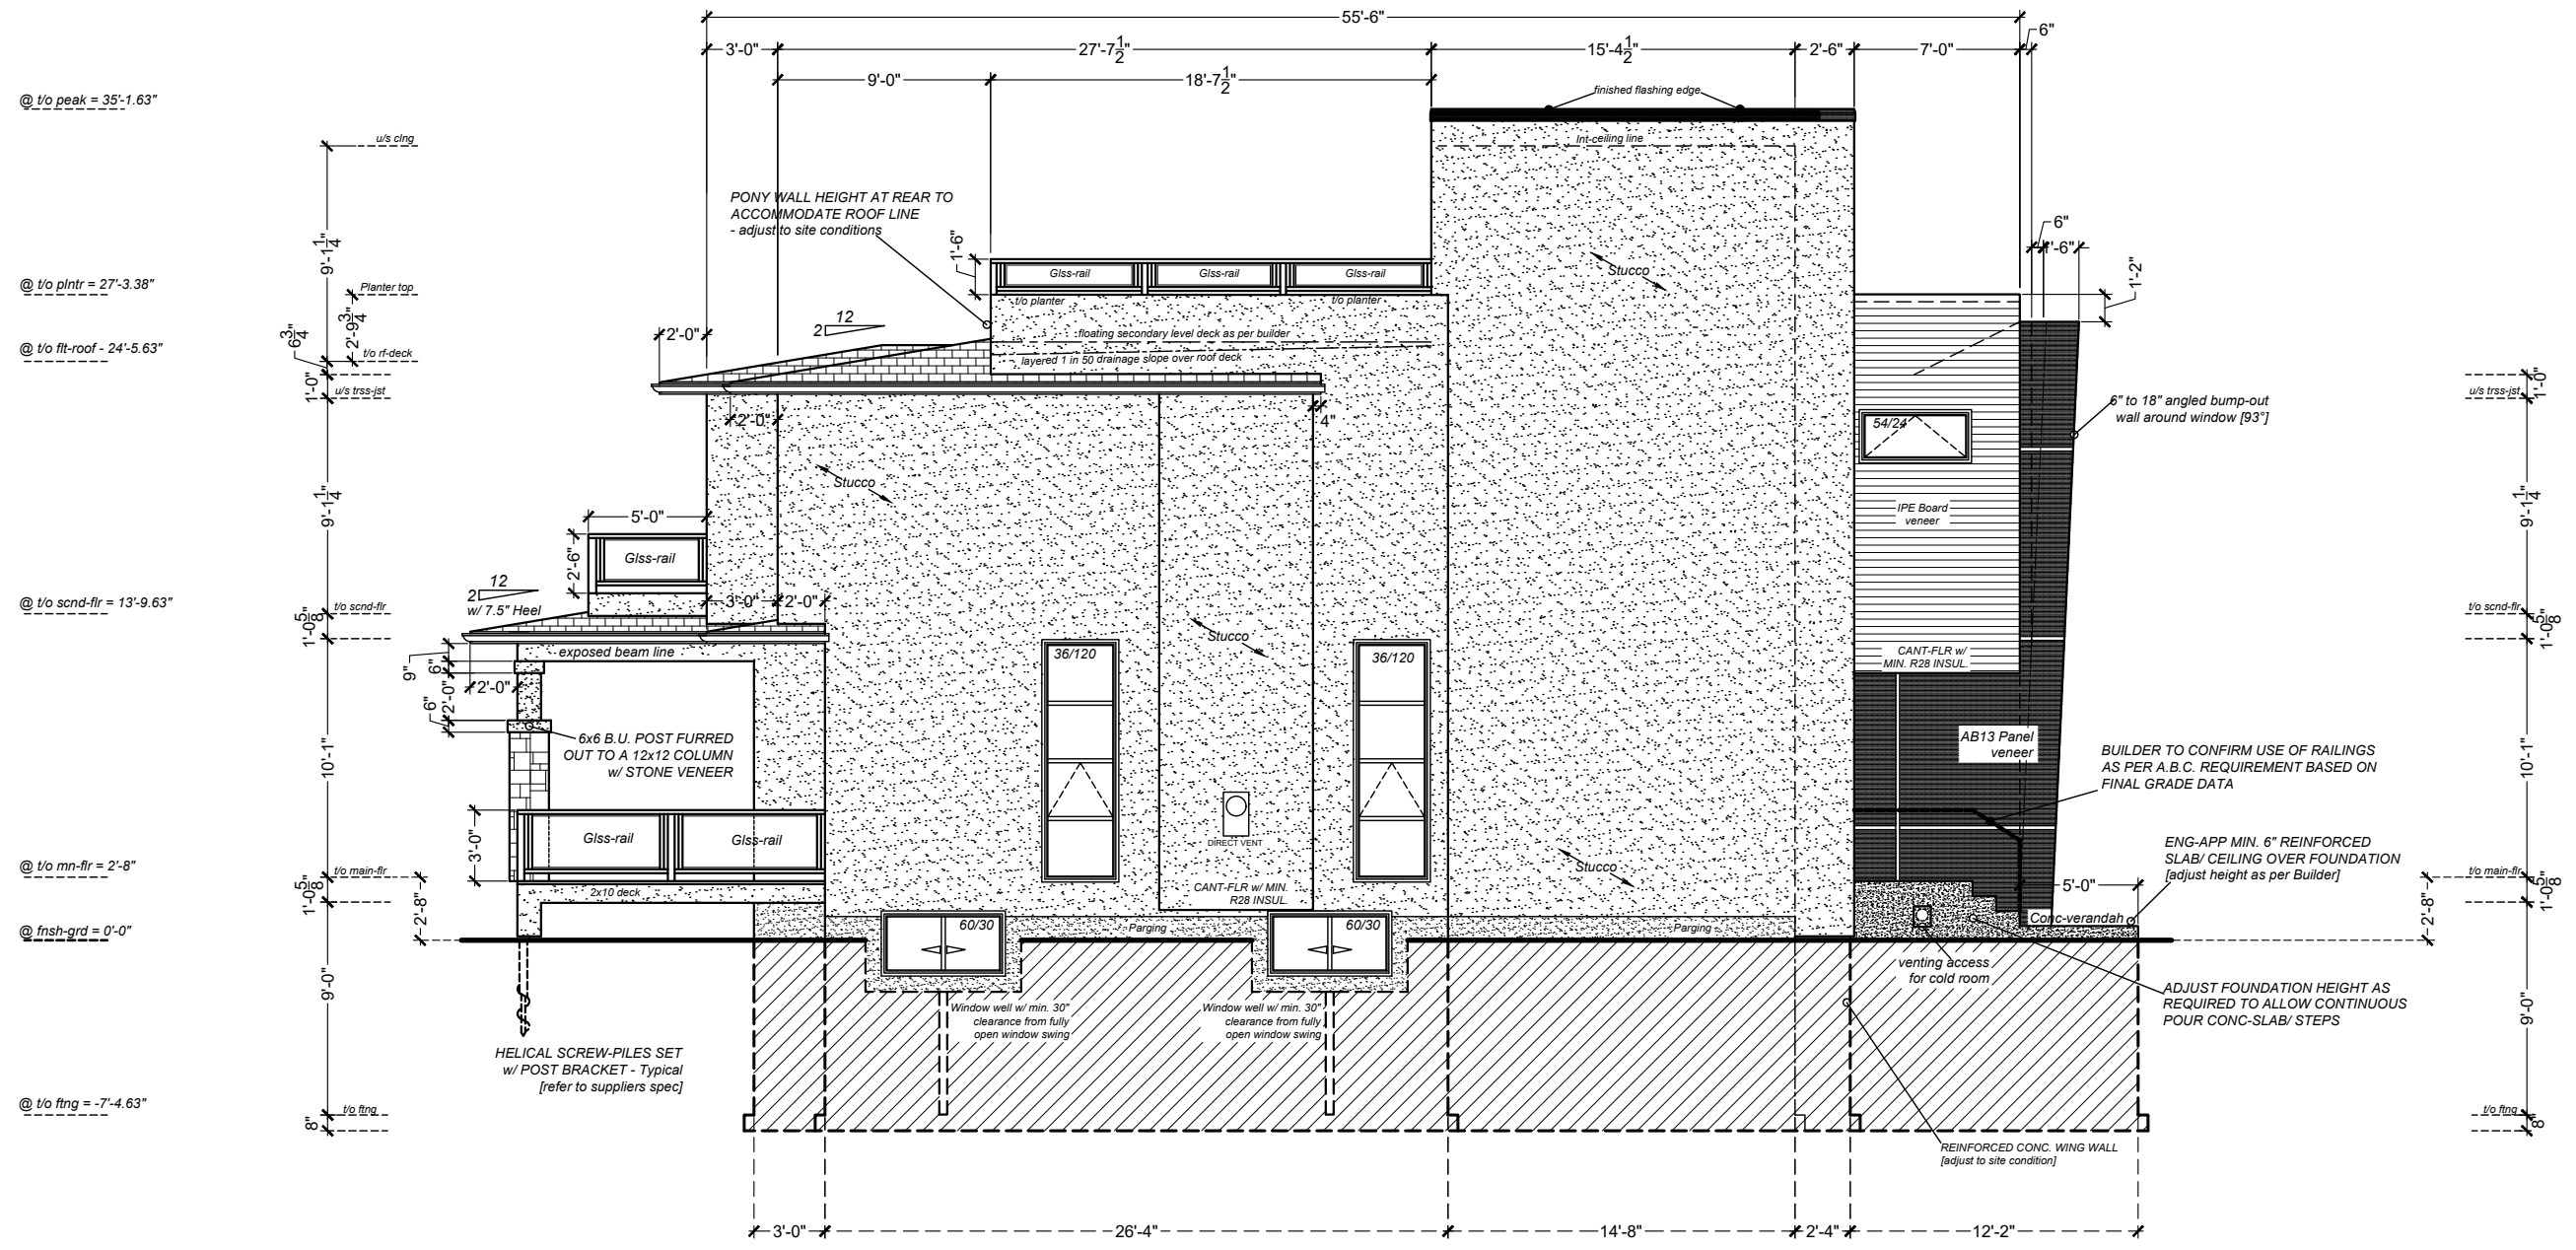 55'-6"
3'-0"
27'-7 1/2"
15'-4 1/2"
2'-6"
7'-0"
6"
9'-0"
18'-7 1/2"
@ t/o peak = 35'-1.63"
finished flashing edge
u/s clng
Int-ceiling line
PONY WALL HEIGHT AT REAR TO
ACCOMMODATE ROOF LINE
- adjust to site conditions
9'-1 1/4"
1'-6"
Glss-rail
Glss-rail
Glss-rail
Stucco
6"
1'-6"
1'-2"
@ t/o plntr = 27'-3.38"
Planter top
t/o planter
t/o planter
6 3/4"
2'-9 3/4"
12
2
2'-0"
floating secondary level deck as per builder
layered 1 in 50 drainage slope over roof deck
@ t/o flt-roof - 24'-5.63"
t/o rf-deck
1'-0"
u/s trss-jst
1'-0"
u/s trss-jst
2'-0"
4"
54/24
6" to 18" angled bump-out
wall around window [93°]
Stucco
9'-1 1/4"
9'-1 1/4"
5'-0"
IPE Board
veneer
2'-6"
Glss-rail
12
2
w/ 7.5" Heel
3'-0"
2'-0"
@ t/o scnd-flr = 13'-9.63"
t/o scnd-flr
t/o scnd-flr
1'-0 5/8"
1'-0 5/8"
Stucco
exposed beam line
36/120
36/120
CANT-FLR w/
MIN. R28 INSUL.
9"
6"
2'-0"
2'-0"
6"
6x6 B.U. POST FURRED
OUT TO A 12x12 COLUMN
w/ STONE VENEER
AB13 Panel
veneer
BUILDER TO CONFIRM USE OF RAILINGS
AS PER A.B.C. REQUIREMENT BASED ON
FINAL GRADE DATA
10'-1"
10'-1"
3'-0"
Glss-rail
Glss-rail
DIRECT VENT
ENG-APP MIN. 6" REINFORCED
SLAB/ CEILING OVER FOUNDATION
[adjust height as per Builder]
@ t/o mn-flr = 2'-8"
t/o main-flr
t/o main-flr
Stucco
2x10 deck
CANT-FLR w/ MIN.
R28 INSUL.
5'-0"
1'-0 5/8"
2'-8"
2'-8"
1'-0 5/8"
@ fnsh-grd = 0'-0"
60/30
Parging
60/30
Parging
Conc-verandah
venting access
for cold room
9'-0"
9'-0"
Window well w/ min. 30"
clearance from fully
open window swing
Window well w/ min. 30"
clearance from fully
open window swing
ADJUST FOUNDATION HEIGHT AS
REQUIRED TO ALLOW CONTINUOUS
POUR CONC-SLAB/ STEPS
HELICAL SCREW-PILES SET
w/ POST BRACKET - Typical
[refer to suppliers spec]
@ t/o ftng = -7'-4.63"
t/o ftng
t/o ftng
8"
8"
REINFORCED CONC. WING WALL
[adjust to site condition]
3'-0"
26'-4"
14'-8"
2'-4"
12'-2"